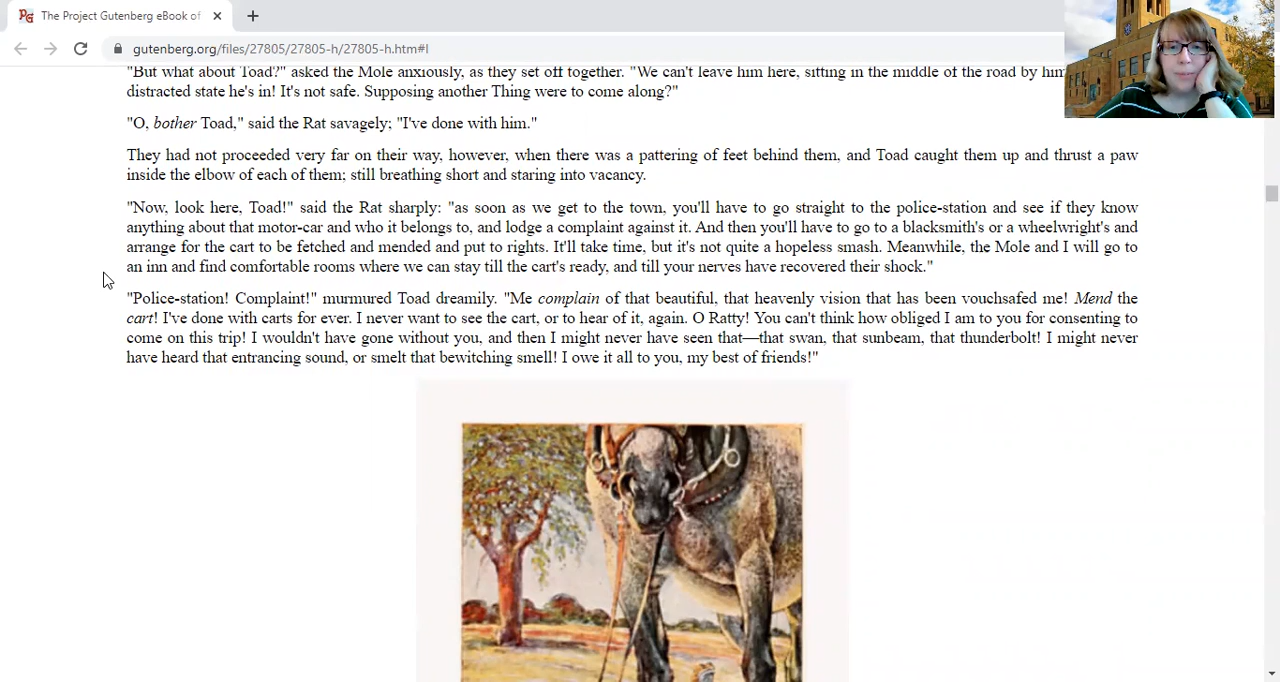 The Project Gutenberg eBook of
gutenberg.org/files/27805/27805-h/27805-h.htm#I
"But what about Toad?" asked the Mole anxiously, as they set off together. "We can't leave him here, sitting in the middle of the road by him
distracted state he's in! It's not safe. Supposing another Thing were to come along?"
"O, bother Toad," said the Rat savagely; "I've done with him."
They had not proceeded very far on their way, however, when there was a pattering of feet behind them, and Toad caught them up and thrust a paw
inside the elbow of each of them; still breathing short and staring into vacancy.
"Now, look here, Toad!" said the Rat sharply: "as soon as we get to the town, you'll have to go straight to the police-station and see if they know
anything about that motor-car and who it belongs to, and lodge a complaint against it. And then you'll have to go to a blacksmith's or a wheelwright's and
arrange for the cart to be fetched and mended and put to rights. It'll take time, but it's not quite a hopeless smash. Meanwhile, the Mole and I will go to
an inn and find comfortable rooms where we can stay till the cart's ready, and till your nerves have recovered their shock."
"Police-station! Complaint!" murmured Toad dreamily. "Me complain of that beautiful, that heavenly vision that has been vouchsafed me! Mend the
cart! I've done with carts for ever. I never want to see the cart, or to hear of it, again. O Ratty! You can't think how obliged I am to you for consenting to
come on this trip! I wouldn't have gone without you, and then I might never have seen that—that swan, that sunbeam, that thunderbolt! I might never
have heard that entrancing sound, or smelt that bewitching smell! I owe it all to you, my best of friends!"